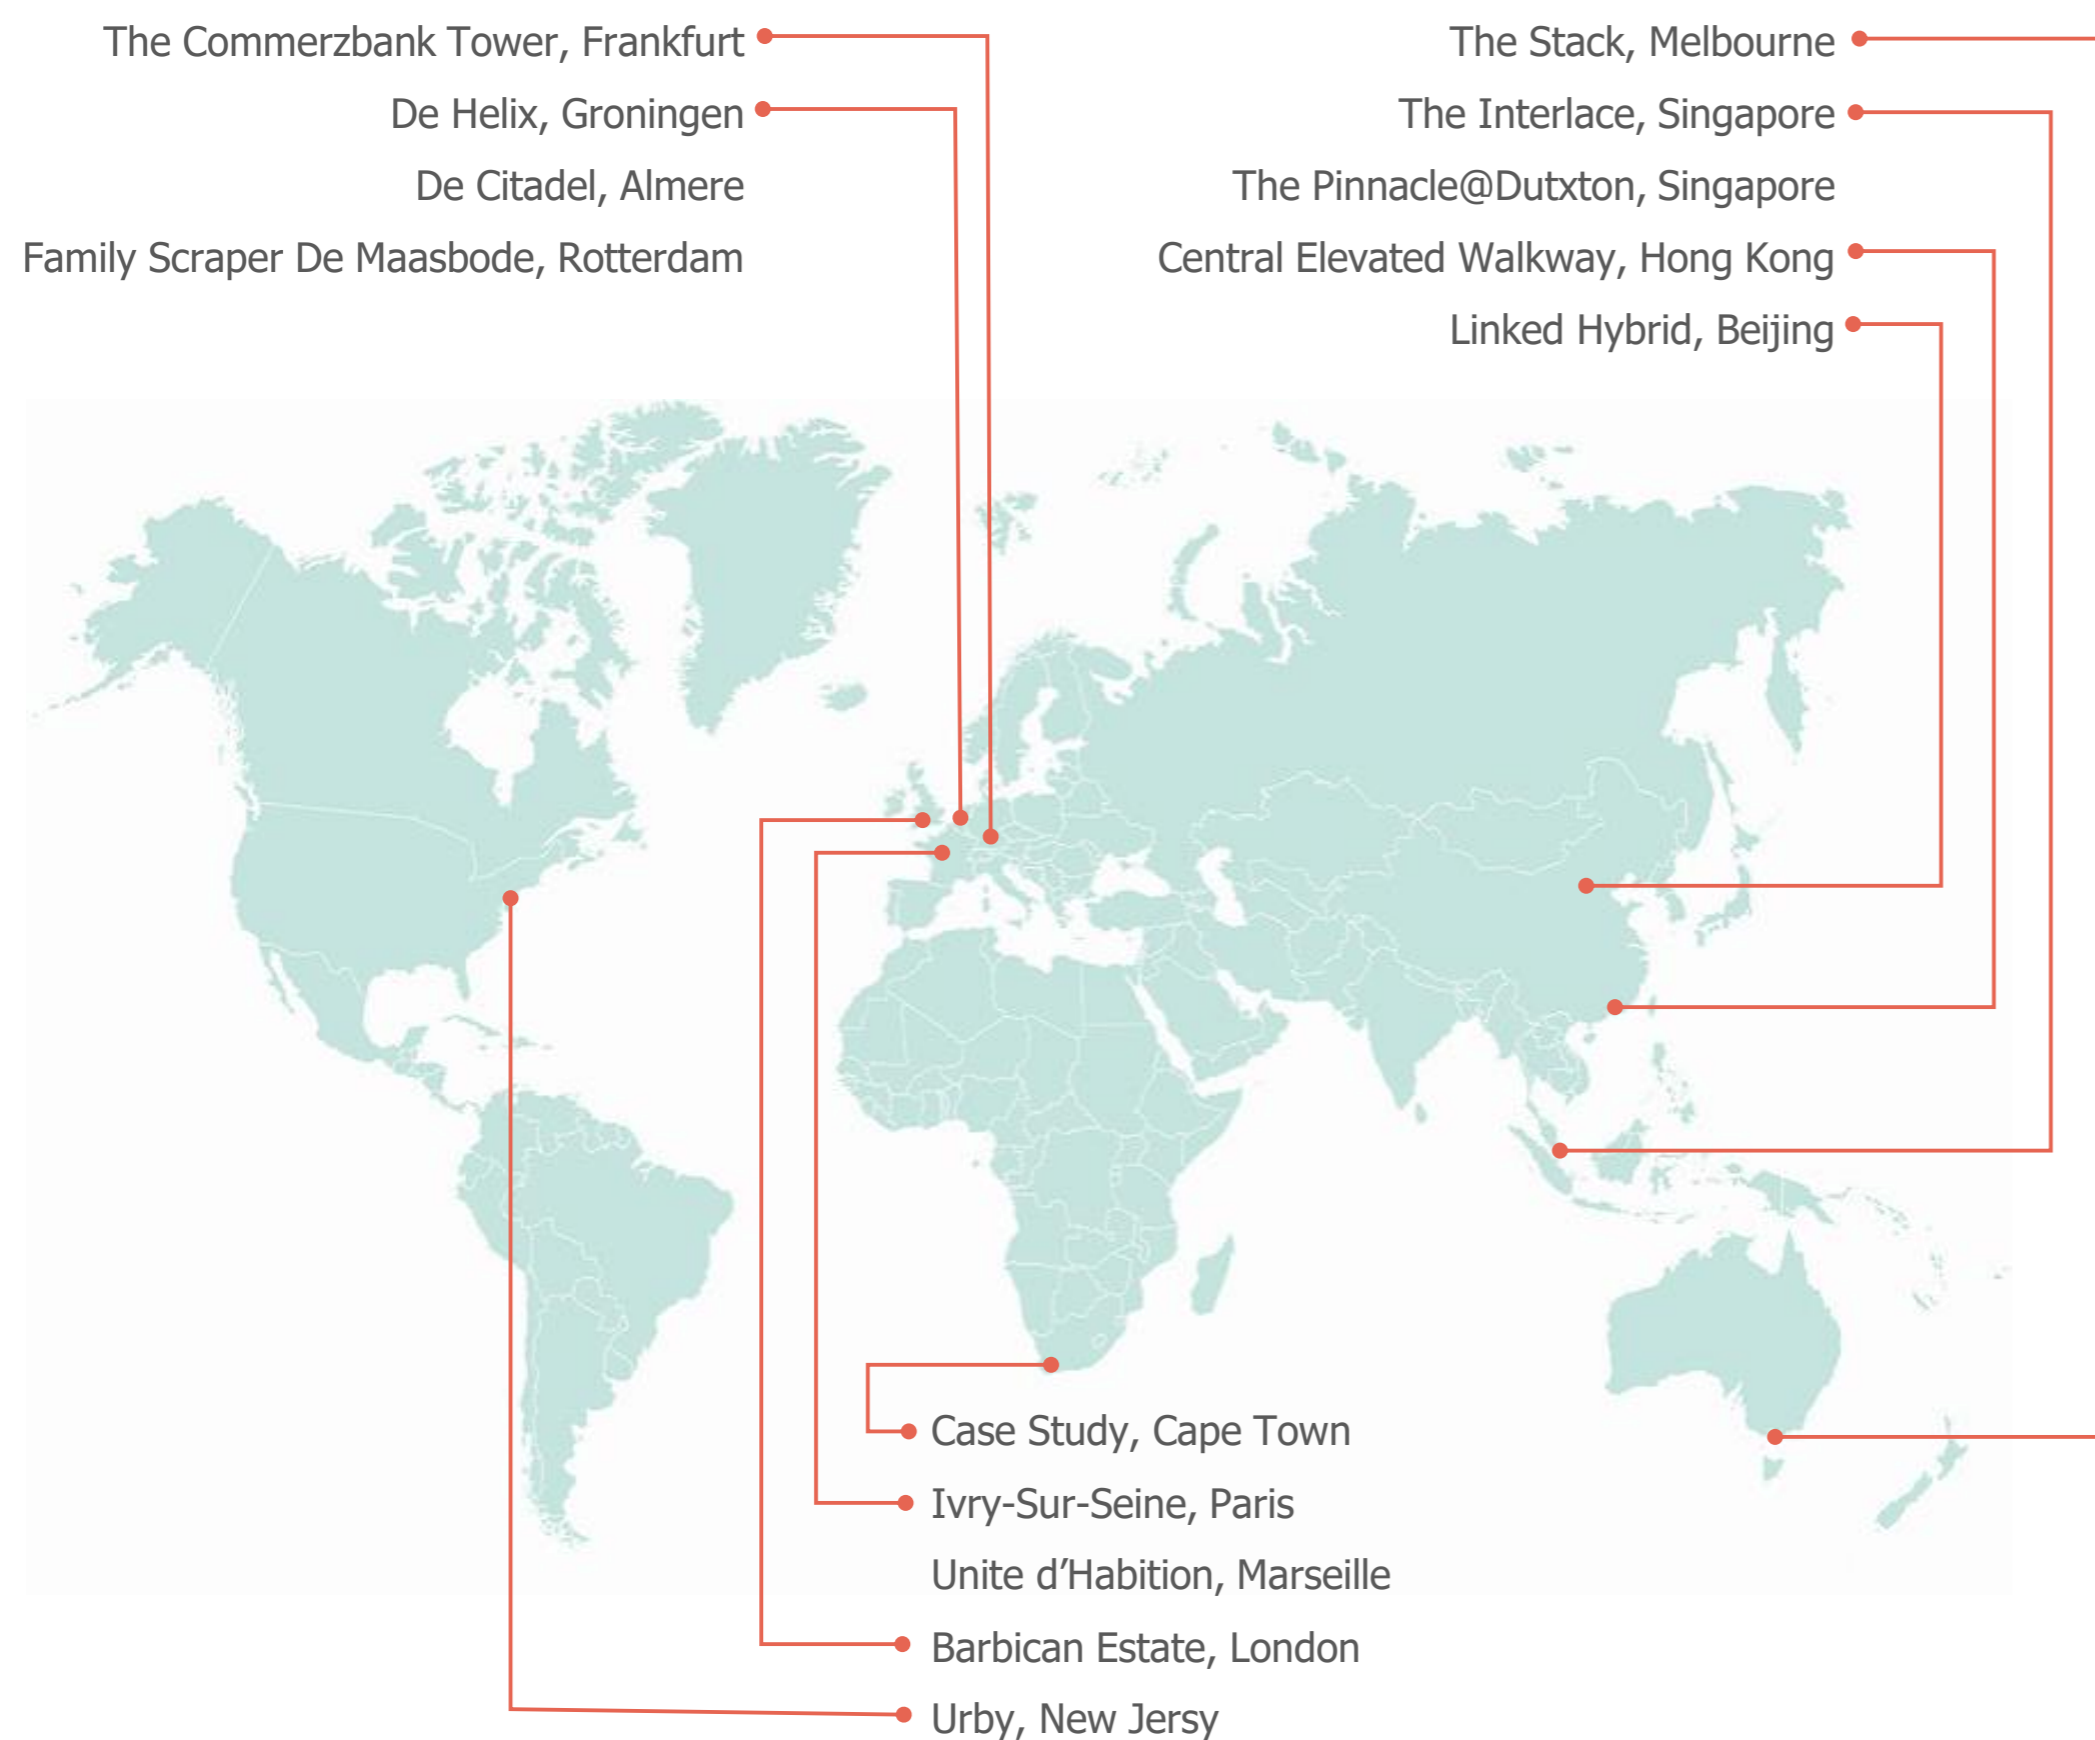 The Commerzbank Tower, Frankfurt
De Helix, Groningen
De Citadel, Almere
Family Scraper De Maasbode, Rotterdam
The Stack, Melbourne
The Interlace, Singapore
The Pinnacle@Dutxton, Singapore
Central Elevated Walkway, Hong Kong
Linked Hybrid, Beijing
Case Study, Cape Town
Ivry-Sur-Seine, Paris
Unite d’Habition, Marseille
Barbican Estate, London
Urby, New Jersy